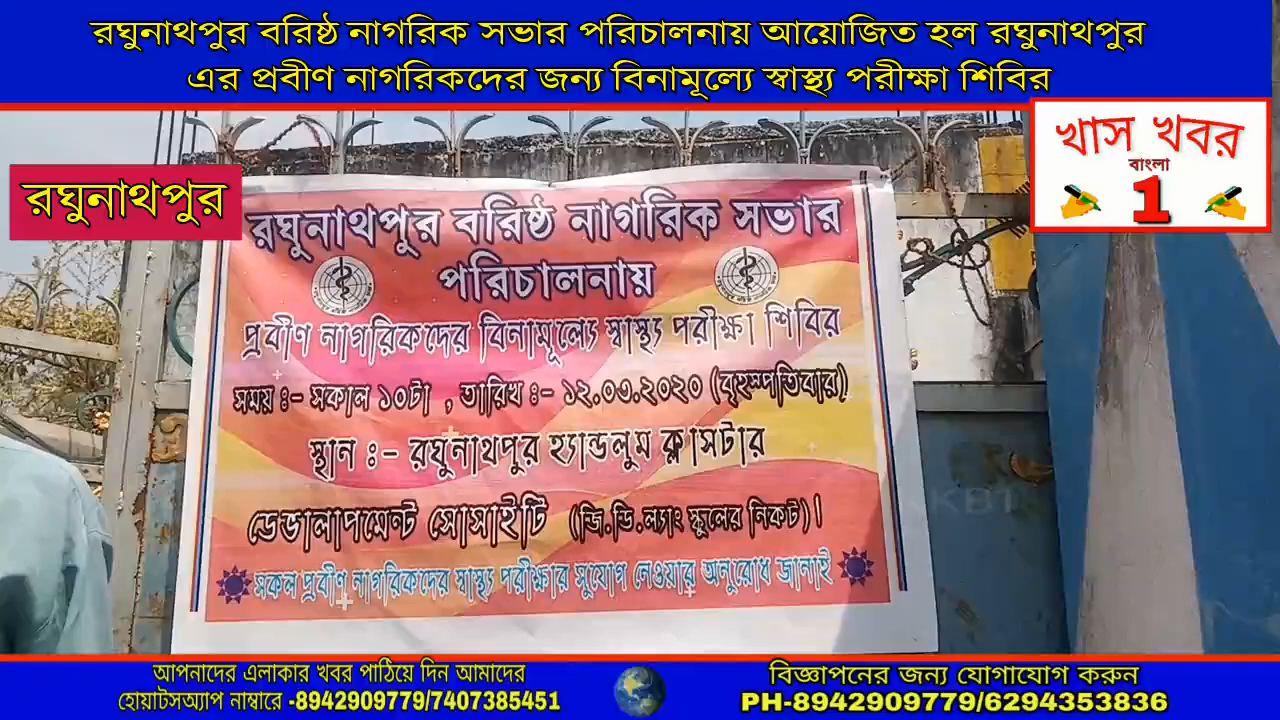 রঘুনাথপুর বরিষ্ঠ নাগরিক সভার পরিচালনায় আয়োজিত হল রঘুনাথপুর
এর প্রবীণ নাগরিকদের জন্য বিনামূল্যে স্বাস্থ্য পরীক্ষা শিবির
খাস খবর
বাংলা
1
রঘুনাথপুর
রঘুনাথপুর বরিষ্ঠ নাগরিক সভার
পরিচালনায়
প্রবীণ নাগরিকদের বিনামূল্যে স্বাস্থ্য পরীক্ষা শিবির
সময় ঃ- সকাল ১০টা , তারিখ ঃ- ১২.০৩.২০২০ (বৃহস্পতিবার)
স্থান ঃ- রঘুনাথপুর হ্যান্ডলুম ক্লাসটার
ডেভালাপমেন্ট সোসাইটি (জি.ডি.ল্যাং স্কুলের নিকট)।
সকল প্রবীণ নাগরিকদের স্বাস্থ্য পরীক্ষার সুযোগ নেওয়ার অনুরোধ জানাই
আপনাদের এলাকার খবর পাঠিয়ে দিন আমাদের
হোয়াটসঅ্যাপ নাম্বারে -8942909779/7407385451
বিজ্ঞাপনের জন্য যোগাযোগ করুন
PH-8942909779/6294353836